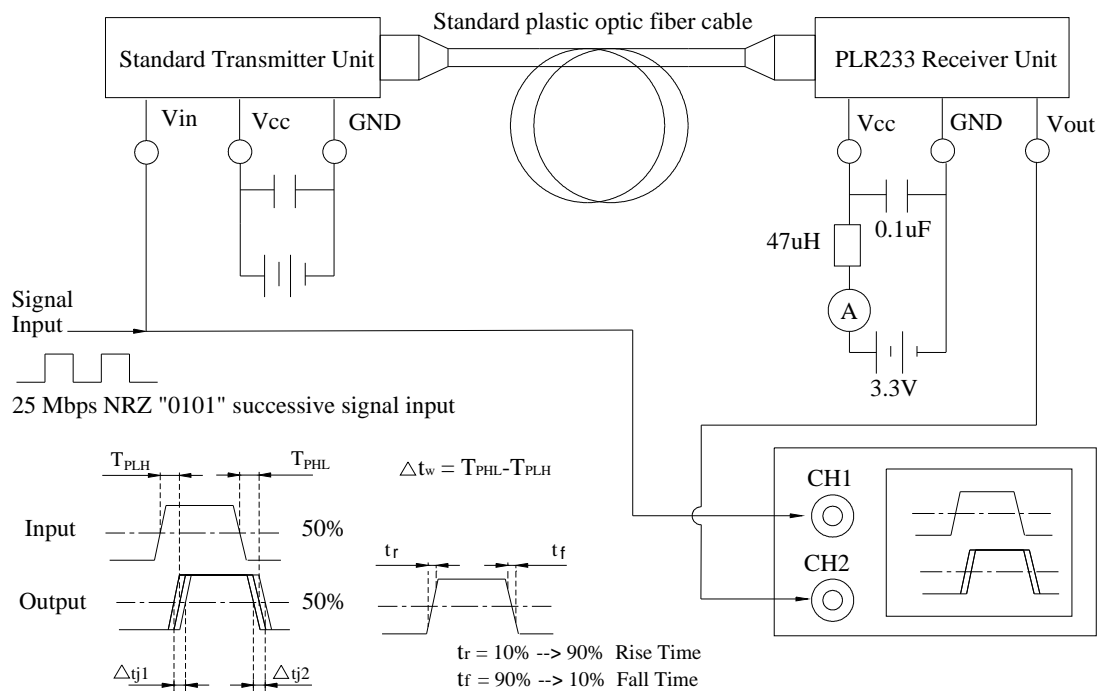 Standard plastic optic fiber cable
Standard Transmitter Unit
PLR233 Receiver Unit
Vin
Vcc
GND
Vcc
GND
Vout
47uH
0.1uF
A
3.3V
Signal
Input
25 Mbps NRZ "0101" successive signal input
TPLH
TPHL
△tw = TPHL-TPLH
Input
50%
Output
50%
△tj1
△tj2
tr
tf
tr = 10% --> 90% Rise Time
tf = 90% --> 10% Fall Time
CH1
CH2